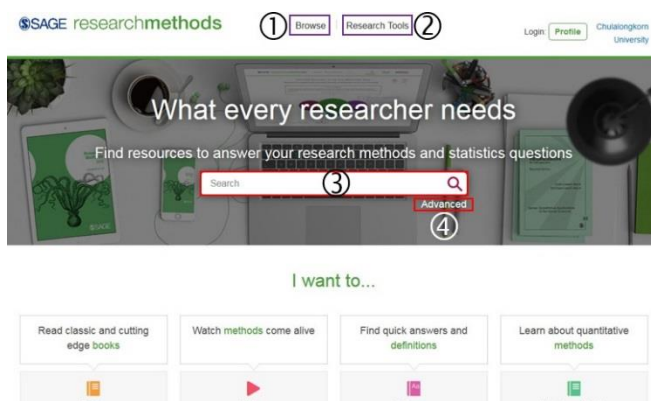 SAGE researchmethods
① Browse Research Tools ②
Login: Profile Chulalongkorn
University
What every researcher needs
Find resources to answer your research methods and statistics questions
Search ③
Advanced
④
I want to...
Read classic and cutting
edge books
Watch methods come alive
Find quick answers and
definitions
Learn about quantitative
methods